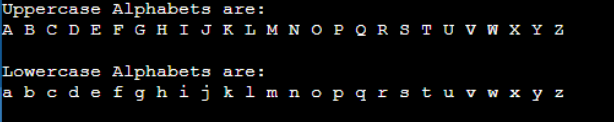 Uppercase Alphabets are:
A B C D E F G H I J K L M N O P Q R S T U V W X Y Z
Lowercase Alphabets are:
a b c d e f g h i j k l m n o p q r s t u v w x y z